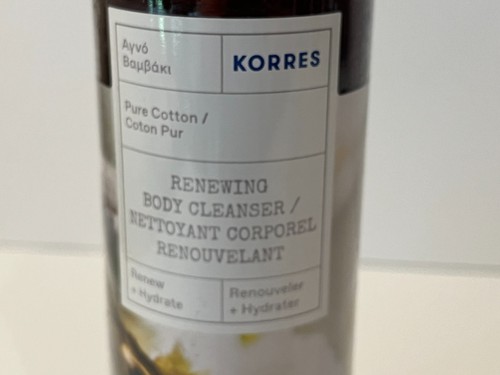 Αγνό
Βαμβάκι
KORRES
Pure Cotton /
Coton Pur
RENEWING
BODY CLEANSER /
NETTOYANT CORPOREL
RENOUVELANT
Renew
+ Hydrate
Renouveler
+ Hydrater